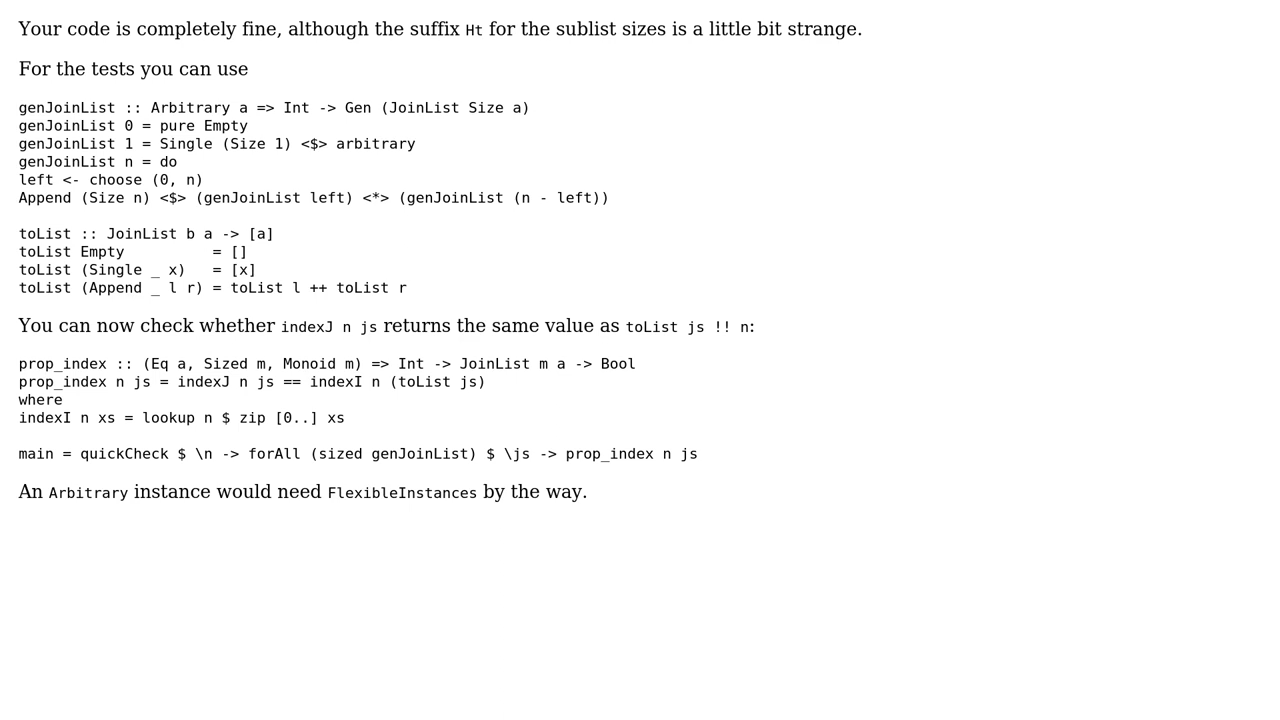 Your code is completely fine, although the suffix Ht for the sublist sizes is a little bit strange.
For the tests you can use
genJoinList :: Arbitrary a => Int -> Gen (JoinList Size a)
genJoinList 0 = pure Empty
genJoinList 1 = Single (Size 1) <$> arbitrary
genJoinList n = do
left <- choose (0, n)
Append (Size n) <$> (genJoinList left) <*> (genJoinList (n - left))
toList :: JoinList b a -> [a]
toList Empty          = []
toList (Single _ x)   = [x]
toList (Append _ l r) = toList l ++ toList r
You can now check whether indexJ n js returns the same value as toList js !! n:
prop_index :: (Eq a, Sized m, Monoid m) => Int -> JoinList m a -> Bool
prop_index n js = indexJ n js == indexI n (toList js)
where
indexI n xs = lookup n $ zip [0..] xs
main = quickCheck $ \n -> forAll (sized genJoinList) $ \js -> prop_index n js
An Arbitrary instance would need FlexibleInstances by the way.